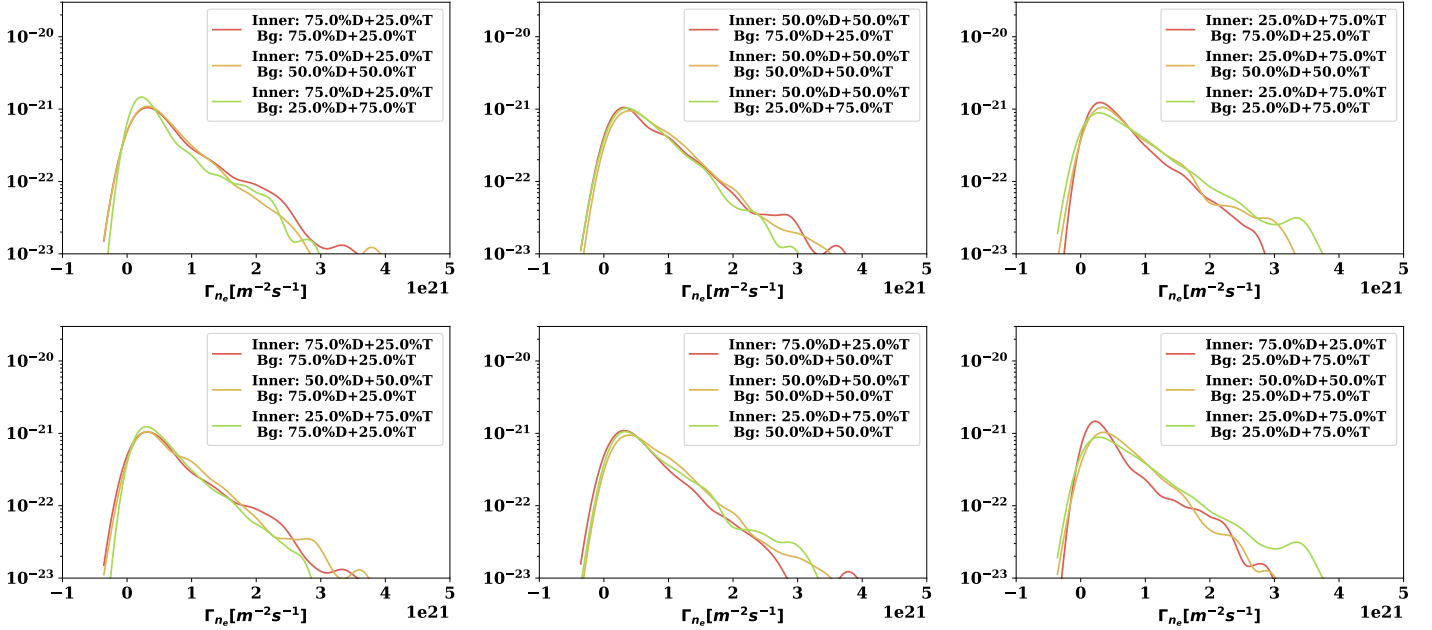 10⁻²⁰
10⁻²¹
10⁻²²
10⁻²³
Inner: 75.0%D+25.0%T
Bg: 75.0%D+25.0%T
Inner: 75.0%D+25.0%T
Bg: 50.0%D+50.0%T
Inner: 75.0%D+25.0%T
Bg: 25.0%D+75.0%T
−1 0 1 2 3 4 5
Γₙₑ[m⁻²s⁻¹] 1e21
10⁻²⁰
10⁻²¹
10⁻²²
10⁻²³
Inner: 50.0%D+50.0%T
Bg: 75.0%D+25.0%T
Inner: 50.0%D+50.0%T
Bg: 50.0%D+50.0%T
Inner: 50.0%D+50.0%T
Bg: 25.0%D+75.0%T
−1 0 1 2 3 4 5
Γₙₑ[m⁻²s⁻¹] 1e21
10⁻²⁰
10⁻²¹
10⁻²²
10⁻²³
Inner: 25.0%D+75.0%T
Bg: 75.0%D+25.0%T
Inner: 25.0%D+75.0%T
Bg: 50.0%D+50.0%T
Inner: 25.0%D+75.0%T
Bg: 25.0%D+75.0%T
−1 0 1 2 3 4 5
Γₙₑ[m⁻²s⁻¹] 1e21
10⁻²⁰
10⁻²¹
10⁻²²
10⁻²³
Inner: 75.0%D+25.0%T
Bg: 75.0%D+25.0%T
Inner: 50.0%D+50.0%T
Bg: 75.0%D+25.0%T
Inner: 25.0%D+75.0%T
Bg: 75.0%D+25.0%T
−1 0 1 2 3 4 5
Γₙₑ[m⁻²s⁻¹] 1e21
10⁻²⁰
10⁻²¹
10⁻²²
10⁻²³
Inner: 75.0%D+25.0%T
Bg: 50.0%D+50.0%T
Inner: 50.0%D+50.0%T
Bg: 50.0%D+50.0%T
Inner: 25.0%D+75.0%T
Bg: 50.0%D+50.0%T
−1 0 1 2 3 4 5
Γₙₑ[m⁻²s⁻¹] 1e21
10⁻²⁰
10⁻²¹
10⁻²²
10⁻²³
Inner: 75.0%D+25.0%T
Bg: 25.0%D+75.0%T
Inner: 50.0%D+50.0%T
Bg: 25.0%D+75.0%T
Inner: 25.0%D+75.0%T
Bg: 25.0%D+75.0%T
−1 0 1 2 3 4 5
Γₙₑ[m⁻²s⁻¹] 1e21